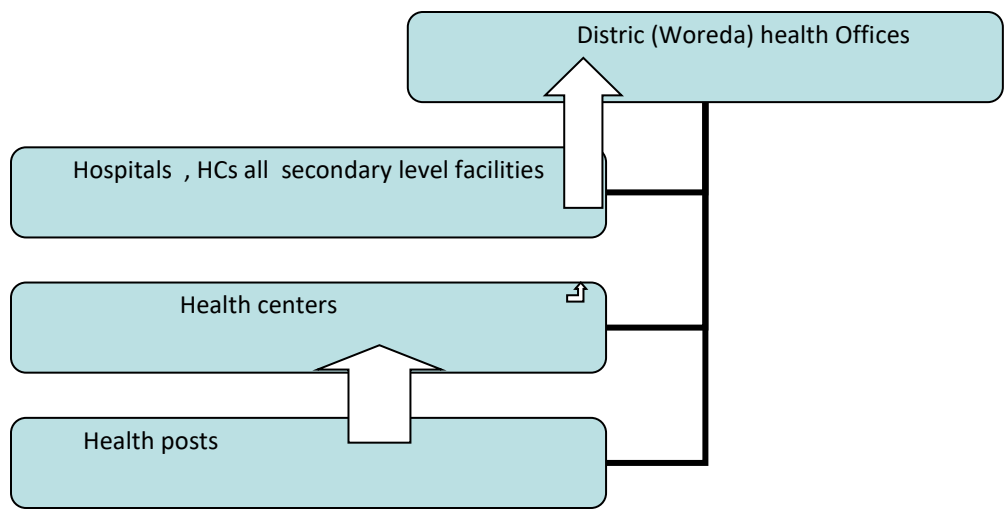 Distric (Woreda) health Offices
Hospitals , HCs all secondary level facilities
Health centers
Health posts